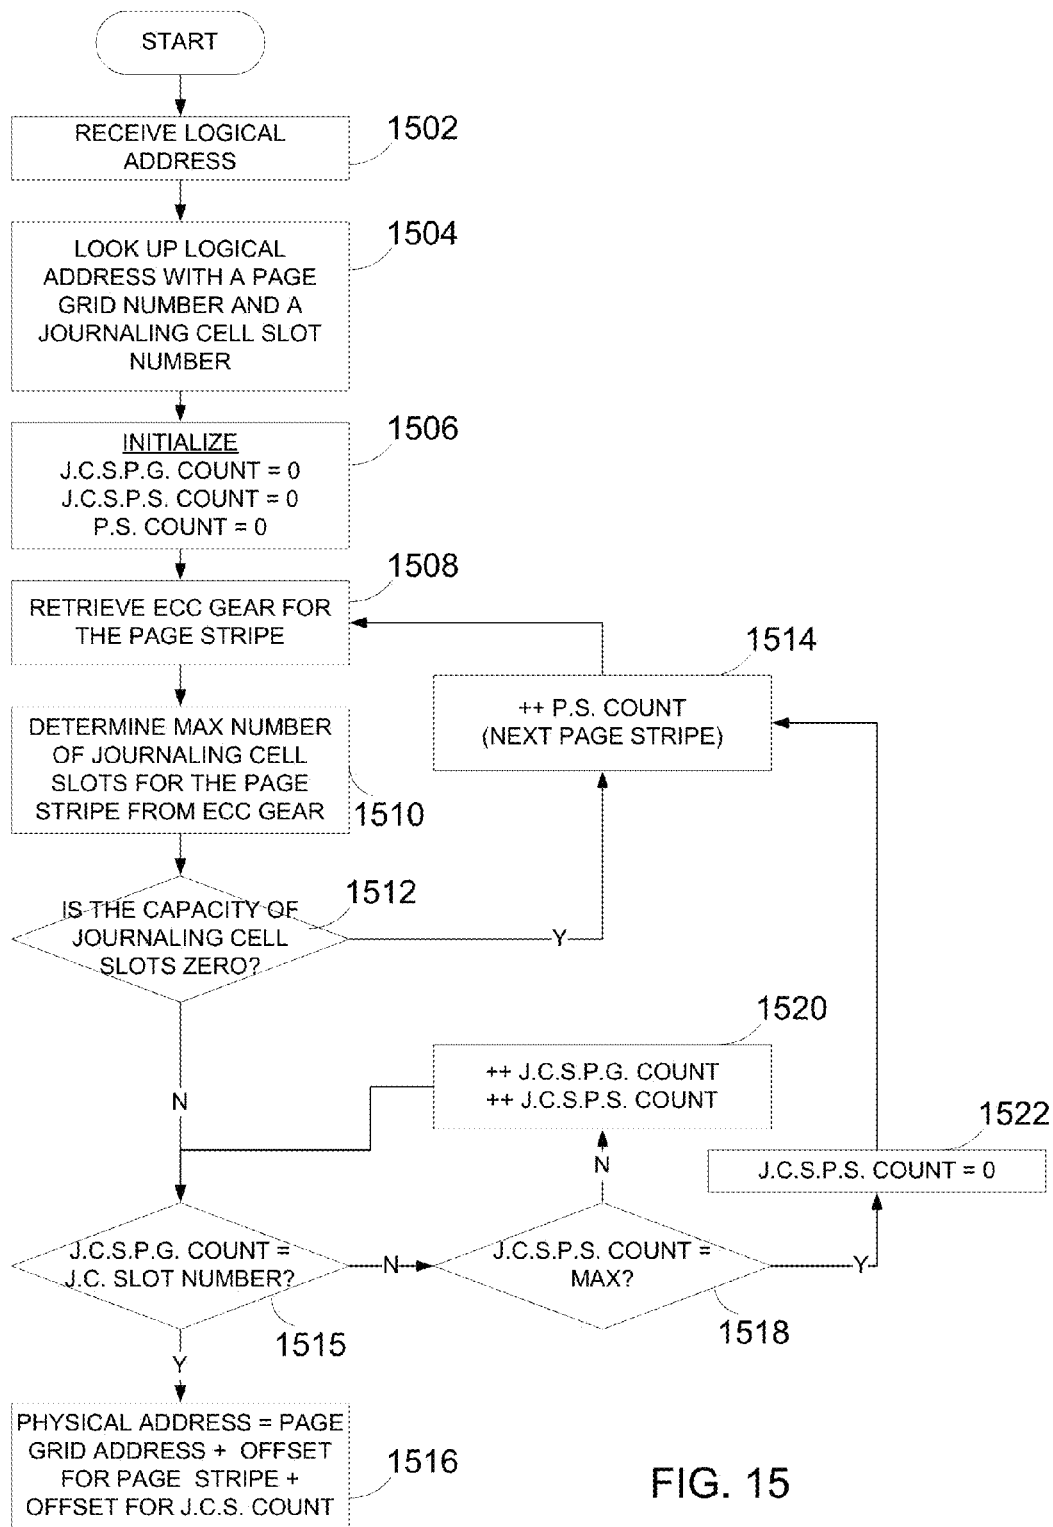 START
RECEIVE LOGICAL
ADDRESS
1502
LOOK UP LOGICAL
ADDRESS WITH A PAGE
GRID NUMBER AND A
JOURNALING CELL SLOT
NUMBER
1504
INITIALIZE
J.C.S.P.G. COUNT = 0
J.C.S.P.S. COUNT = 0
P.S. COUNT = 0
1506
RETRIEVE ECC GEAR FOR
THE PAGE STRIPE
1508
DETERMINE MAX NUMBER
OF JOURNALING CELL
SLOTS FOR THE PAGE
STRIPE FROM ECC GEAR
1510
IS THE CAPACITY OF
JOURNALING CELL
SLOTS ZERO?
1512
Y
++ P.S. COUNT
(NEXT PAGE STRIPE)
1514
N
++ J.C.S.P.G. COUNT
++ J.C.S.P.S. COUNT
1520
J.C.S.P.S. COUNT = 0
1522
J.C.S.P.G. COUNT =
J.C. SLOT NUMBER?
1515
N
J.C.S.P.S. COUNT =
MAX?
1518
N
Y
Y
PHYSICAL ADDRESS = PAGE
GRID ADDRESS + OFFSET
FOR PAGE STRIPE +
OFFSET FOR J.C.S. COUNT
1516
FIG. 15